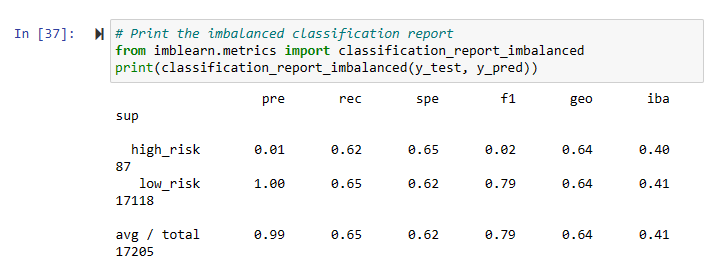 In [37]: # Print the imbalanced classification report
from imblearn.metrics import classification_report_imbalanced
print(classification_report_imbalanced(y_test, y_pred))
pre rec spe f1 geo iba
sup
high_risk 0.01 0.62 0.65 0.02 0.64 0.40
87
low_risk 1.00 0.65 0.62 0.79 0.64 0.41
17118
avg / total 0.99 0.65 0.62 0.79 0.64 0.41
17205